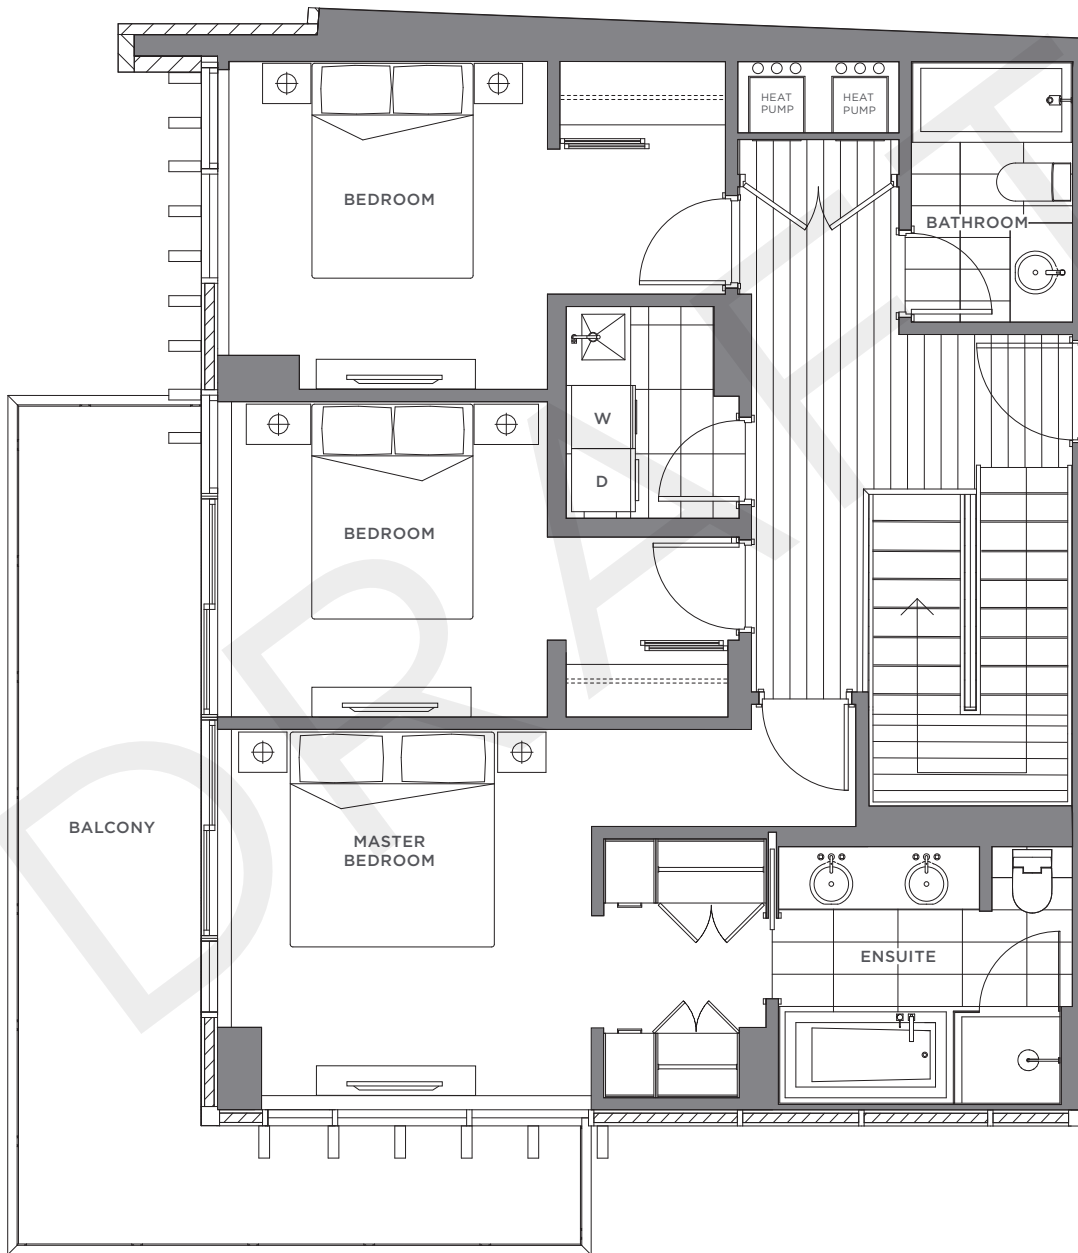 HEAT
PUMP
HEAT
PUMP
BEDROOM
BATHROOM
W
D
BEDROOM
BALCONY
MASTER
BEDROOM
ENSUITE
DRAFT